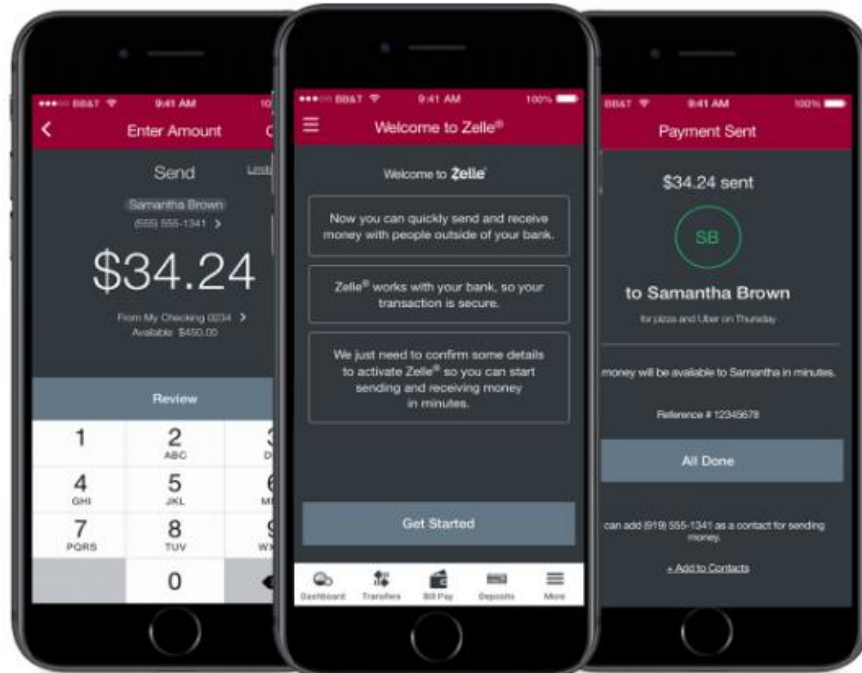 BB&T 9:41 AM 10
Enter Amount C
Send
Samantha Brown
(555) 555-1341 >
$34.24
From My Checking 0234 >
Available $450.00
Review
1
2
ABC
4
GHI
5
JKL
7
PQRS
8
TUV
0
BB&T 9:41 AM 100%
Welcome to Zelle®
Welcome to Zelle®
Now you can quickly send and receive
money with people outside of your bank.
Zelle® works with your bank, so your
transaction is secure.
We just need to confirm some details
to activate Zelle® so you can start
sending and receiving money
in minutes.
Get Started
Dashboard Transfers Bill Pay Deposits More
BB&T 9:41 AM 100%
Payment Sent
$34.24 sent
SB
to Samantha Brown
for pizza and Uber on Thursday
money will be available to Samantha in minutes.
Reference # 12345678
All Done
can add (919) 555-1341 as a contact for sending
money.
+ Add to Contacts